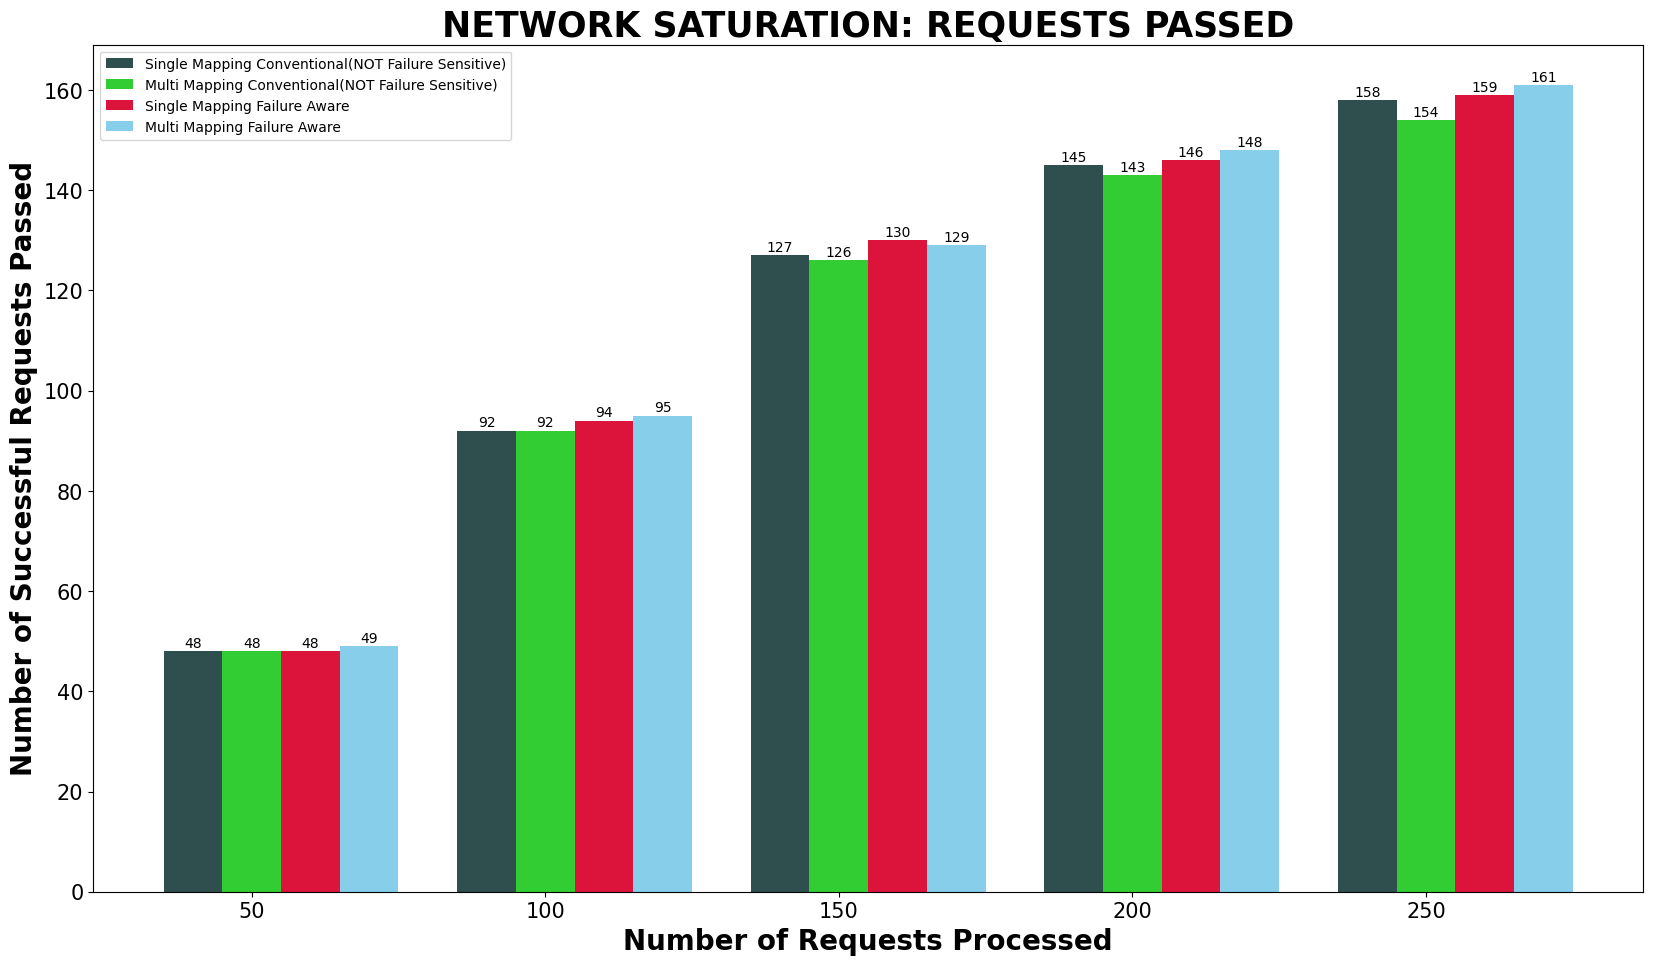 NETWORK SATURATION: REQUESTS PASSED
Single Mapping Conventional(NOT Failure Sensitive)
Multi Mapping Conventional(NOT Failure Sensitive)
Single Mapping Failure Aware
Multi Mapping Failure Aware
Number of Successful Requests Passed
160
140
120
100
80
60
40
20
0
48 48 48 49
92 92 94 95
127 126 130 129
145 143 146 148
158 154 159 161
50 100 150 200 250
Number of Requests Processed